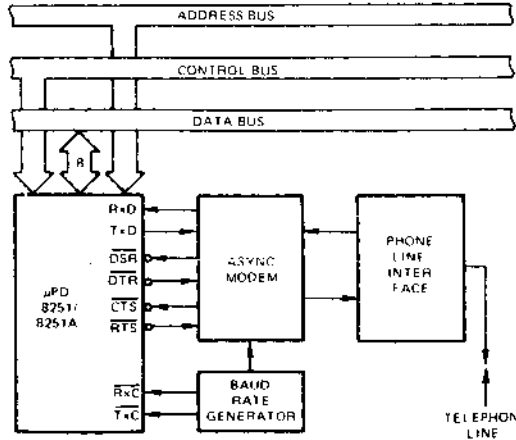 ADDRESS BUS
CONTROL BUS
DATA BUS
8
RxD
TxD
DSR
DTR
CTS
RTS
RxC
TxC
μPD
8251/
8251A
ASYNC
MODEM
BAUD
RATE
GENERATOR
PHONE
LINE
INTER
FACE
TELEPHON
LINE